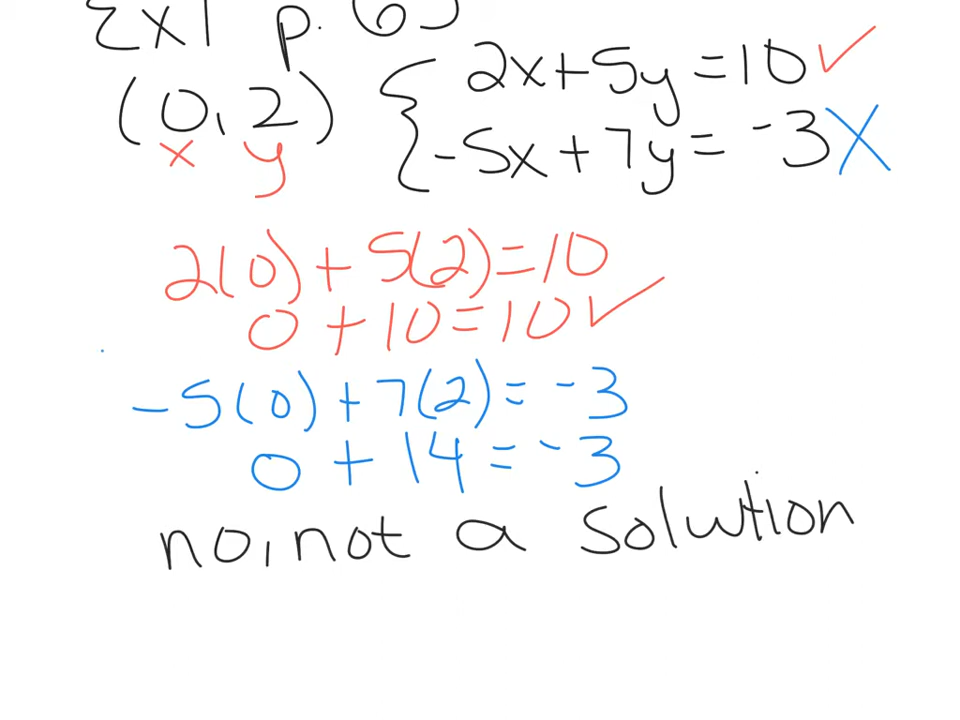 Ex1 p. 63
(0, 2) { 2x + 5y = 10 ✓
x y
-5x + 7y = -3 X
2(0) + 5(2) = 10
0 + 10 = 10 ✓
-5(0) + 7(2) = -3
0 + 14 = -3
no, not a solution